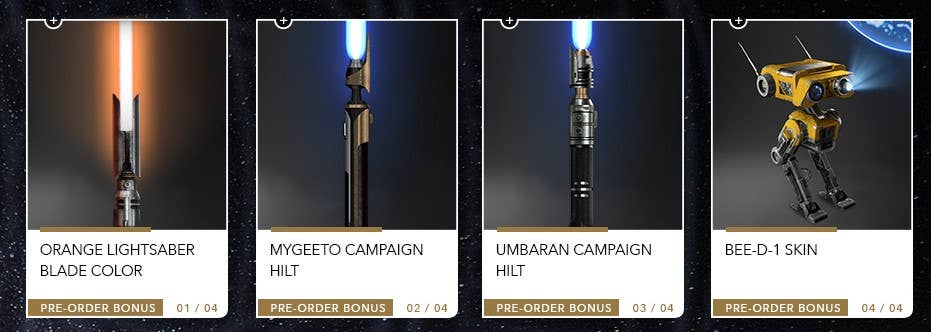 ORANGE LIGHTSABER
BLADE COLOR
PRE-ORDER BONUS 01 / 04
MYGEETO CAMPAIGN
HILT
PRE-ORDER BONUS 02 / 04
UMBARAN CAMPAIGN
HILT
PRE-ORDER BONUS 03 / 04
BEE-D-1 SKIN
PRE-ORDER BONUS 04 / 04